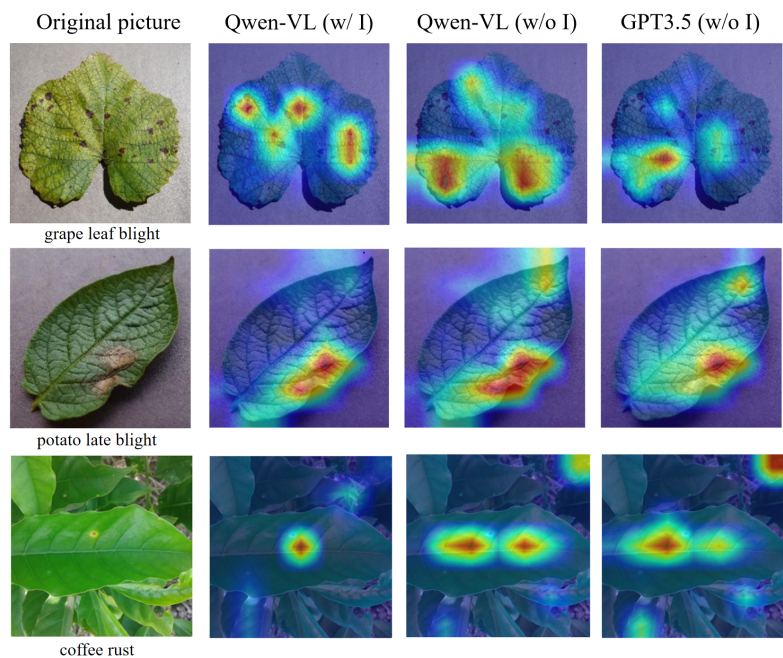 Original picture Qwen-VL (w/ I) Qwen-VL (w/o I) GPT3.5 (w/o I)
grape leaf blight
potato late blight
coffee rust